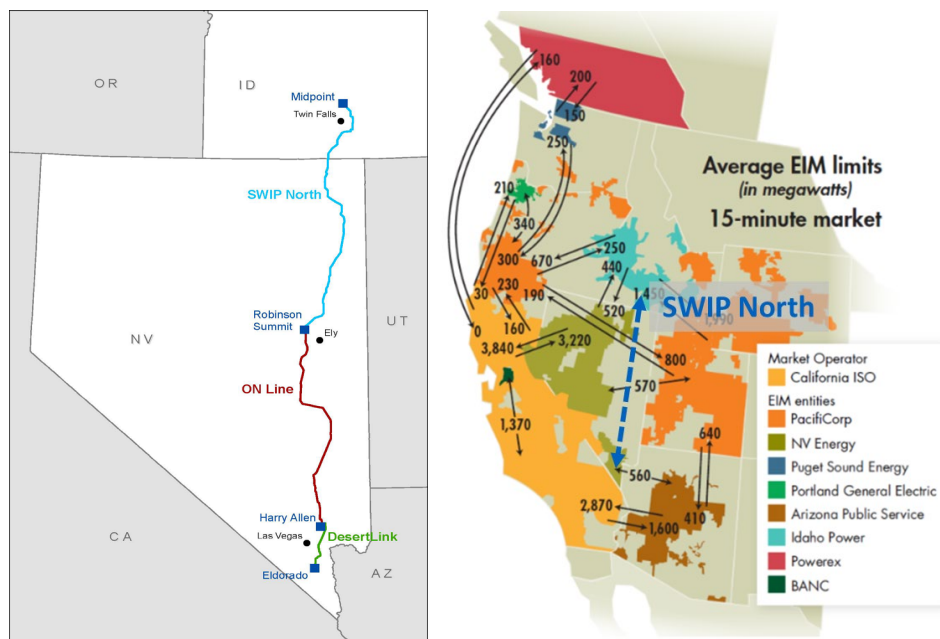 OR
ID
Midpoint
Twin Falls
SWIP North
Robinson
Summit
Ely
NV
UT
ON Line
Harry Allen
Las Vegas
DesertLink
CA
Eldorado
AZ
160
200
150
250
Average EIM limits
(in megawatts)
15-minute market
210
340
300
670
250
440
230
30
190
520
1,450
SWIP North
1,990
0
160
3,840
3,220
800
570
1,370
640
560
2,870
410
1,600
Market Operator
California ISO
EIM entities
PacifiCorp
NV Energy
Puget Sound Energy
Portland General Electric
Arizona Public Service
Idaho Power
Powerex
BANC